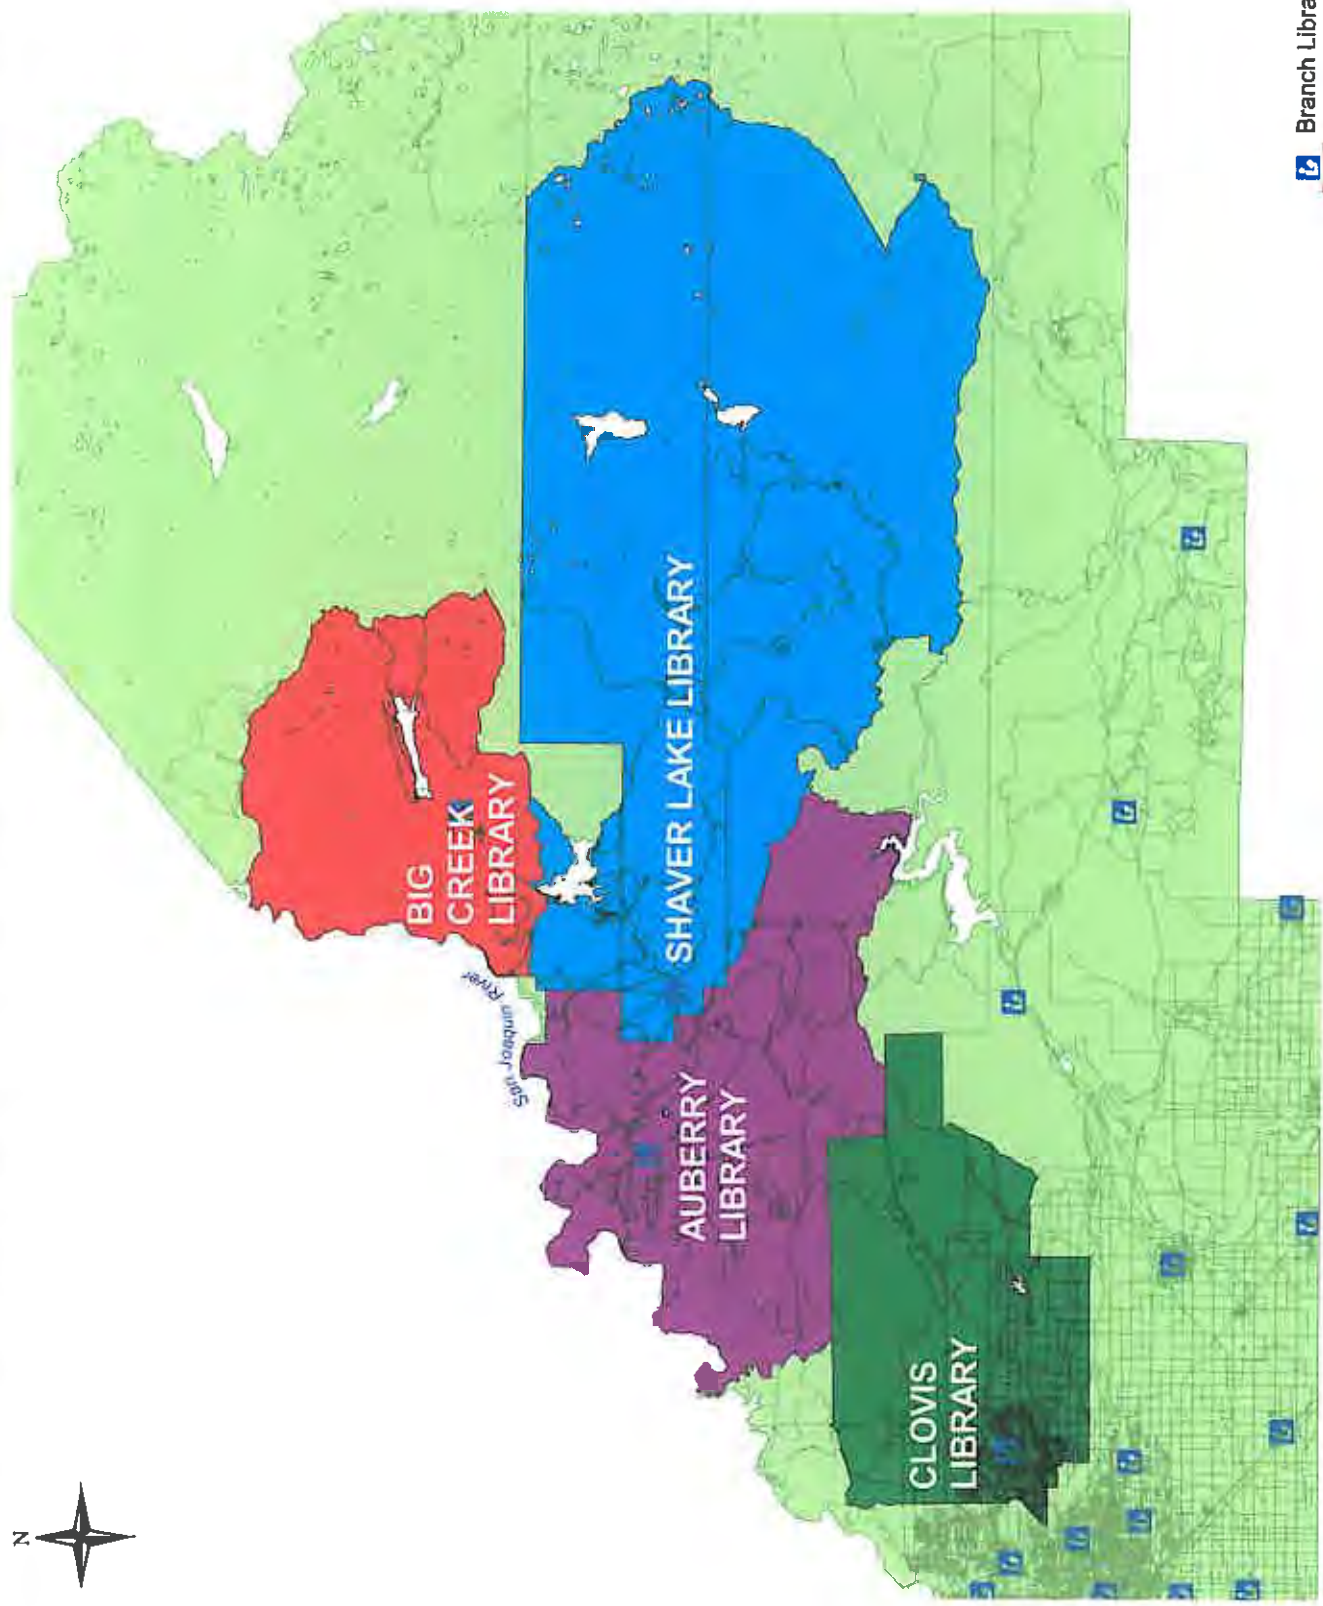 N
San Joaquin River
BIG
CREEK
LIBRARY
SHAVER LAKE LIBRARY
AUBERRY
LIBRARY
CLOVIS
LIBRARY
Branch Libra